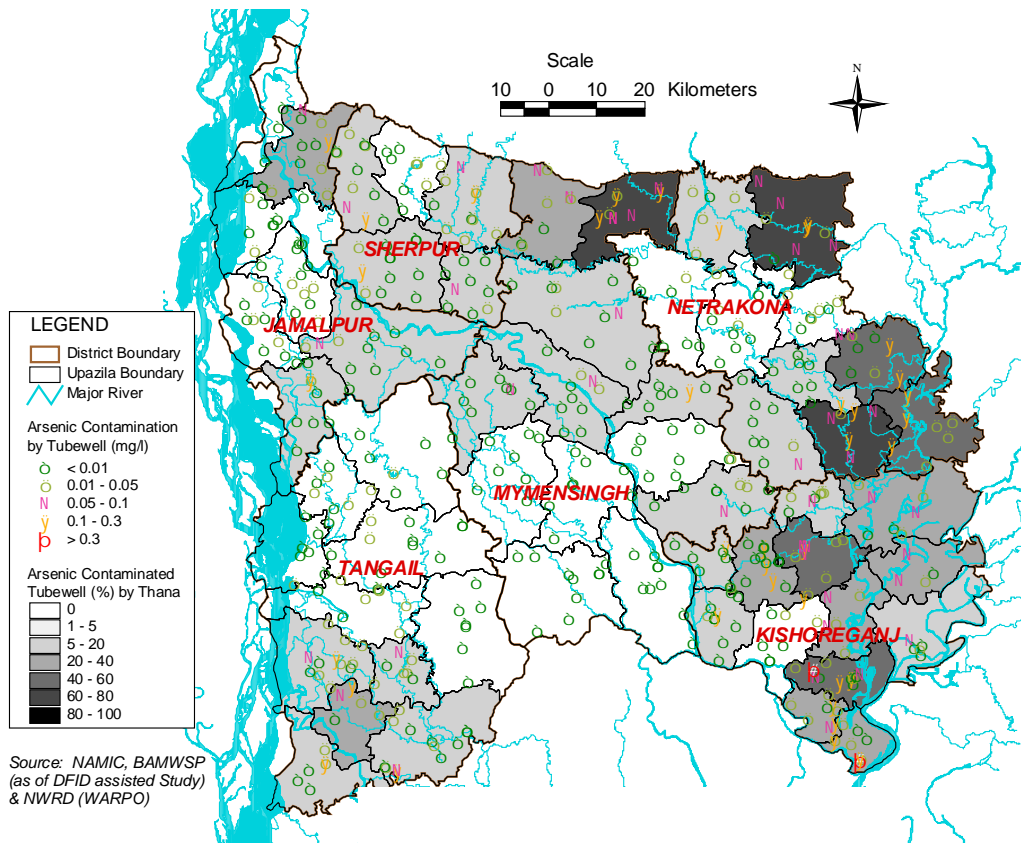 Scale
10 0 10 20 Kilometers
N
SHERPUR
NETRAKONA
JAMALPUR
MYMENSINGH
TANGAIL
KISHOREGANJ
LEGEND
District Boundary
Upazila Boundary
Major River
Arsenic Contamination
by Tubewell (mg/l)
Ò < 0.01
Ö 0.01 - 0.05
N 0.05 - 0.1
ÿ 0.1 - 0.3
þ > 0.3
Arsenic Contaminated
Tubewell (%) by Thana
0
1 - 5
5 - 20
20 - 40
40 - 60
60 - 80
80 - 100
Source: NAMIC, BAMWSP
(as of DFID assisted Study)
& NWRD (WARPO)